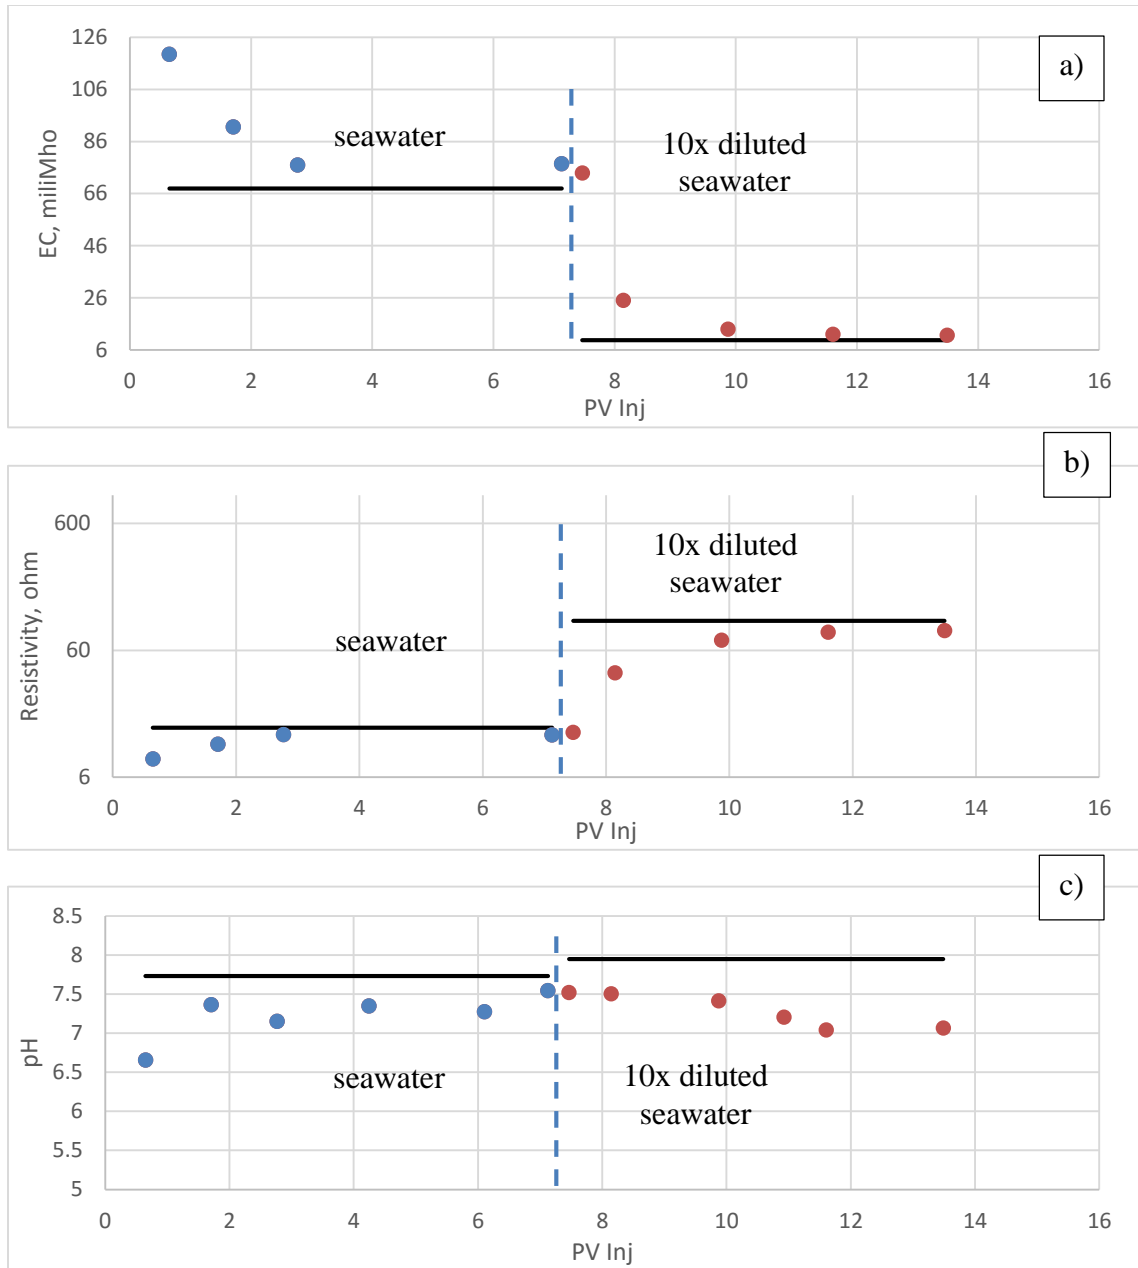 a)
126
106
86
66
46
26
6
EC, miliMho
seawater
10x diluted
seawater
0 2 4 6 8 10 12 14 16
PV Inj
b)
600
60
6
Resistivity, ohm
10x diluted
seawater
seawater
0 2 4 6 8 10 12 14 16
PV Inj
c)
8.5
8
7.5
7
6.5
6
5.5
5
pH
seawater
10x diluted
seawater
0 2 4 6 8 10 12 14 16
PV Inj